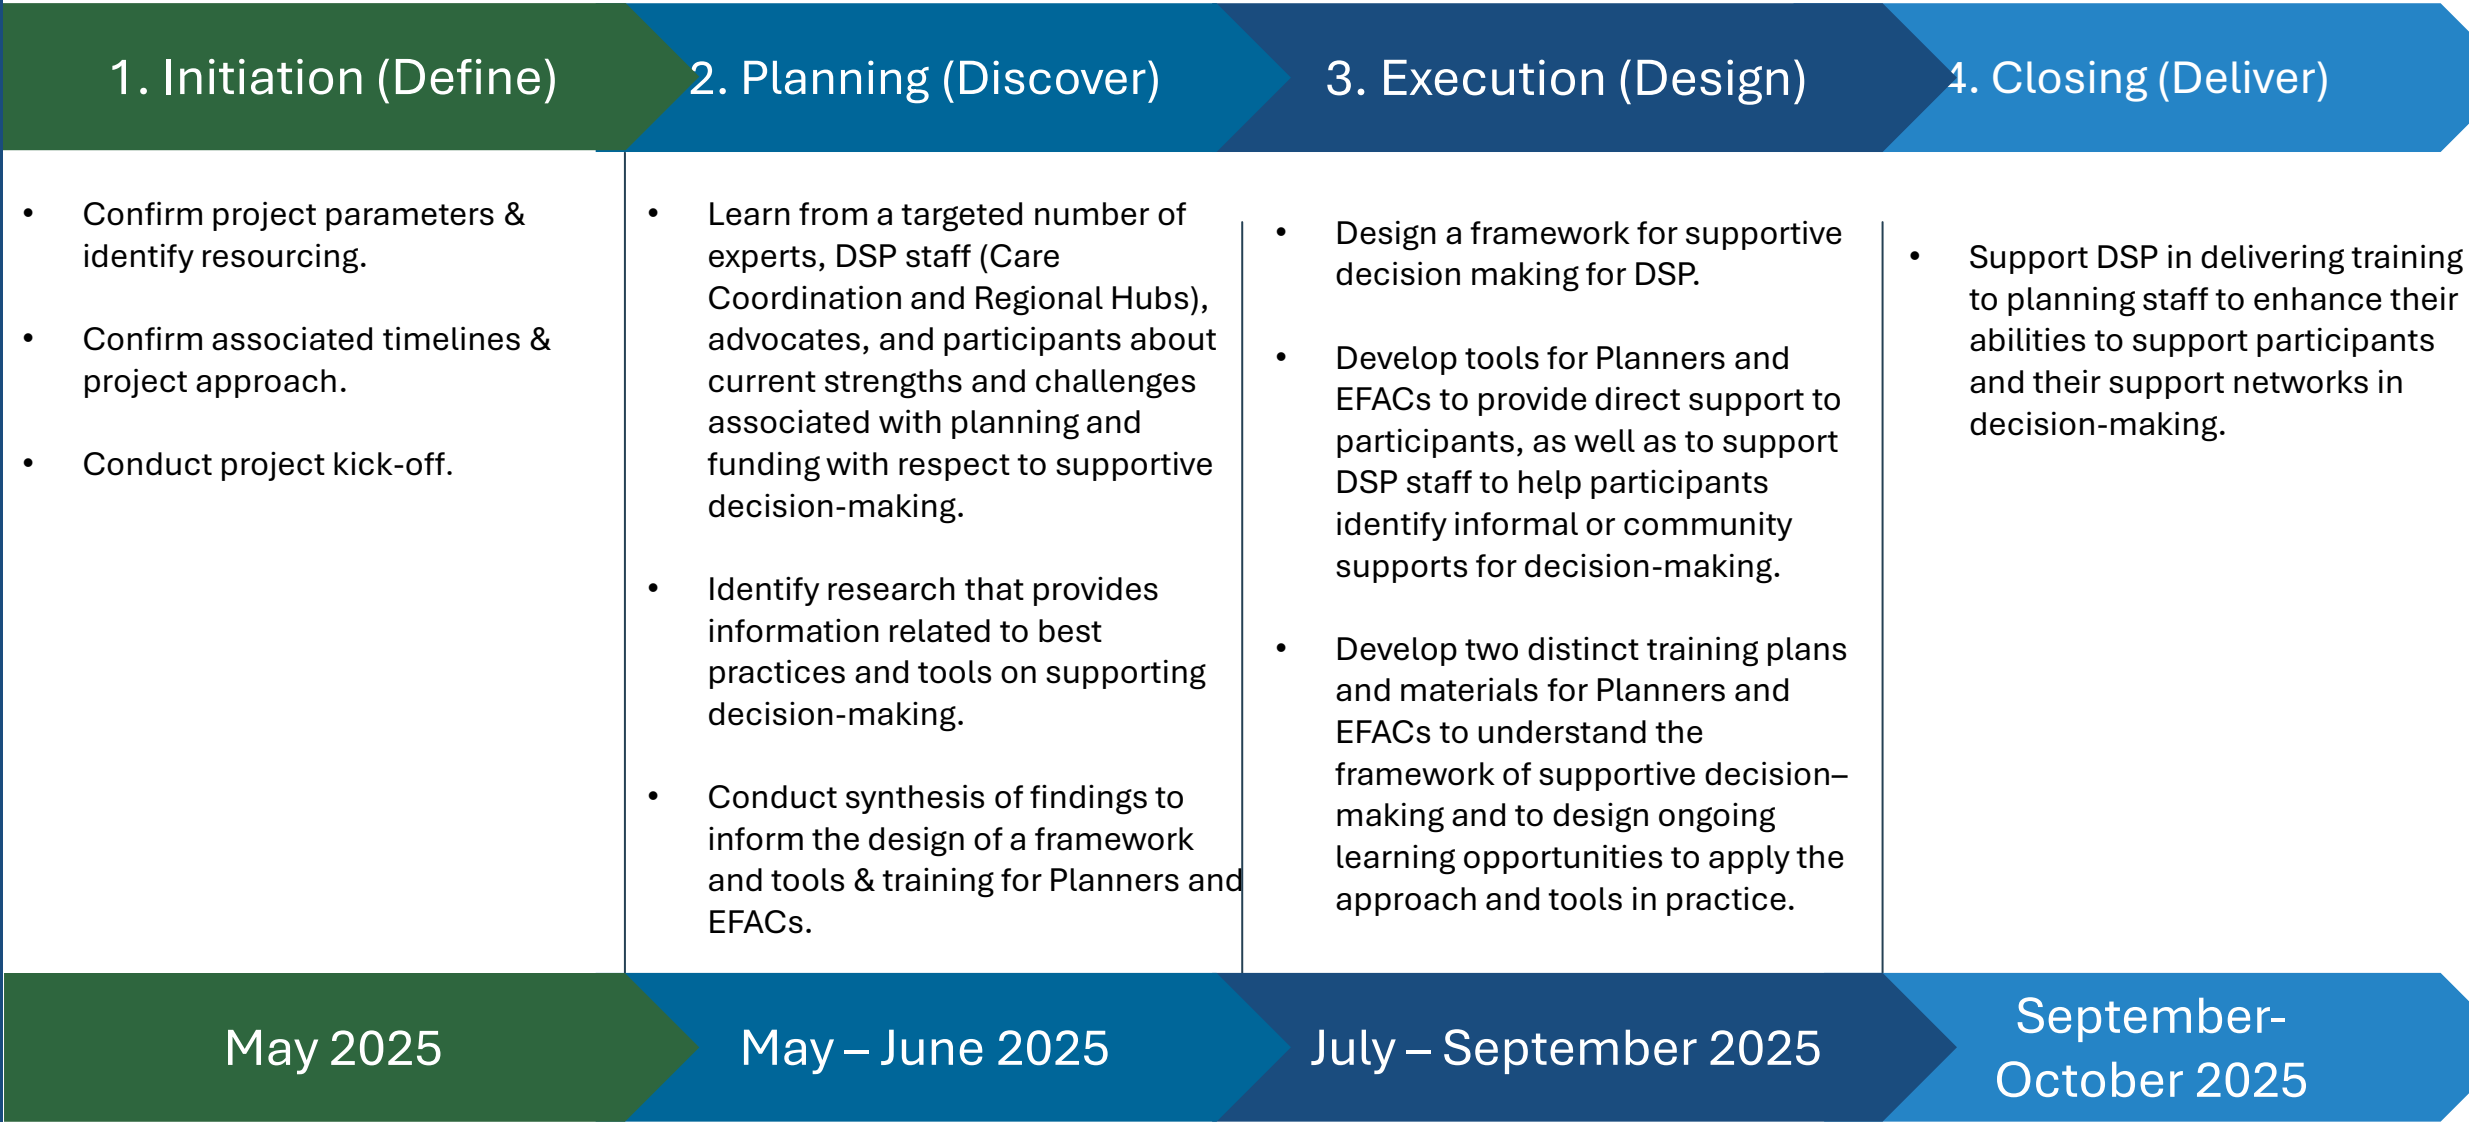 1. Initiation (Define)
2. Planning (Discover)
3. Execution (Design)
4. Closing (Deliver)
• Confirm project parameters &
identify resourcing.
• Confirm associated timelines &
project approach.
• Conduct project kick-off.
• Learn from a targeted number of
experts, DSP staff (Care
Coordination and Regional Hubs),
advocates, and participants about
current strengths and challenges
associated with planning and
funding with respect to supportive
decision-making.
• Identify research that provides
information related to best
practices and tools on supporting
decision-making.
• Conduct synthesis of findings to
inform the design of a framework
and tools & training for Planners and
EFACs.
• Design a framework for supportive
decision making for DSP.
• Develop tools for Planners and
EFACs to provide direct support to
participants, as well as to support
DSP staff to help participants
identify informal or community
supports for decision-making.
• Develop two distinct training plans
and materials for Planners and
EFACs to understand the
framework of supportive decision–
making and to design ongoing
learning opportunities to apply the
approach and tools in practice.
• Support DSP in delivering training
to planning staff to enhance their
abilities to support participants
and their support networks in
decision-making.
May 2025
May – June 2025
July – September 2025
September-
October 2025